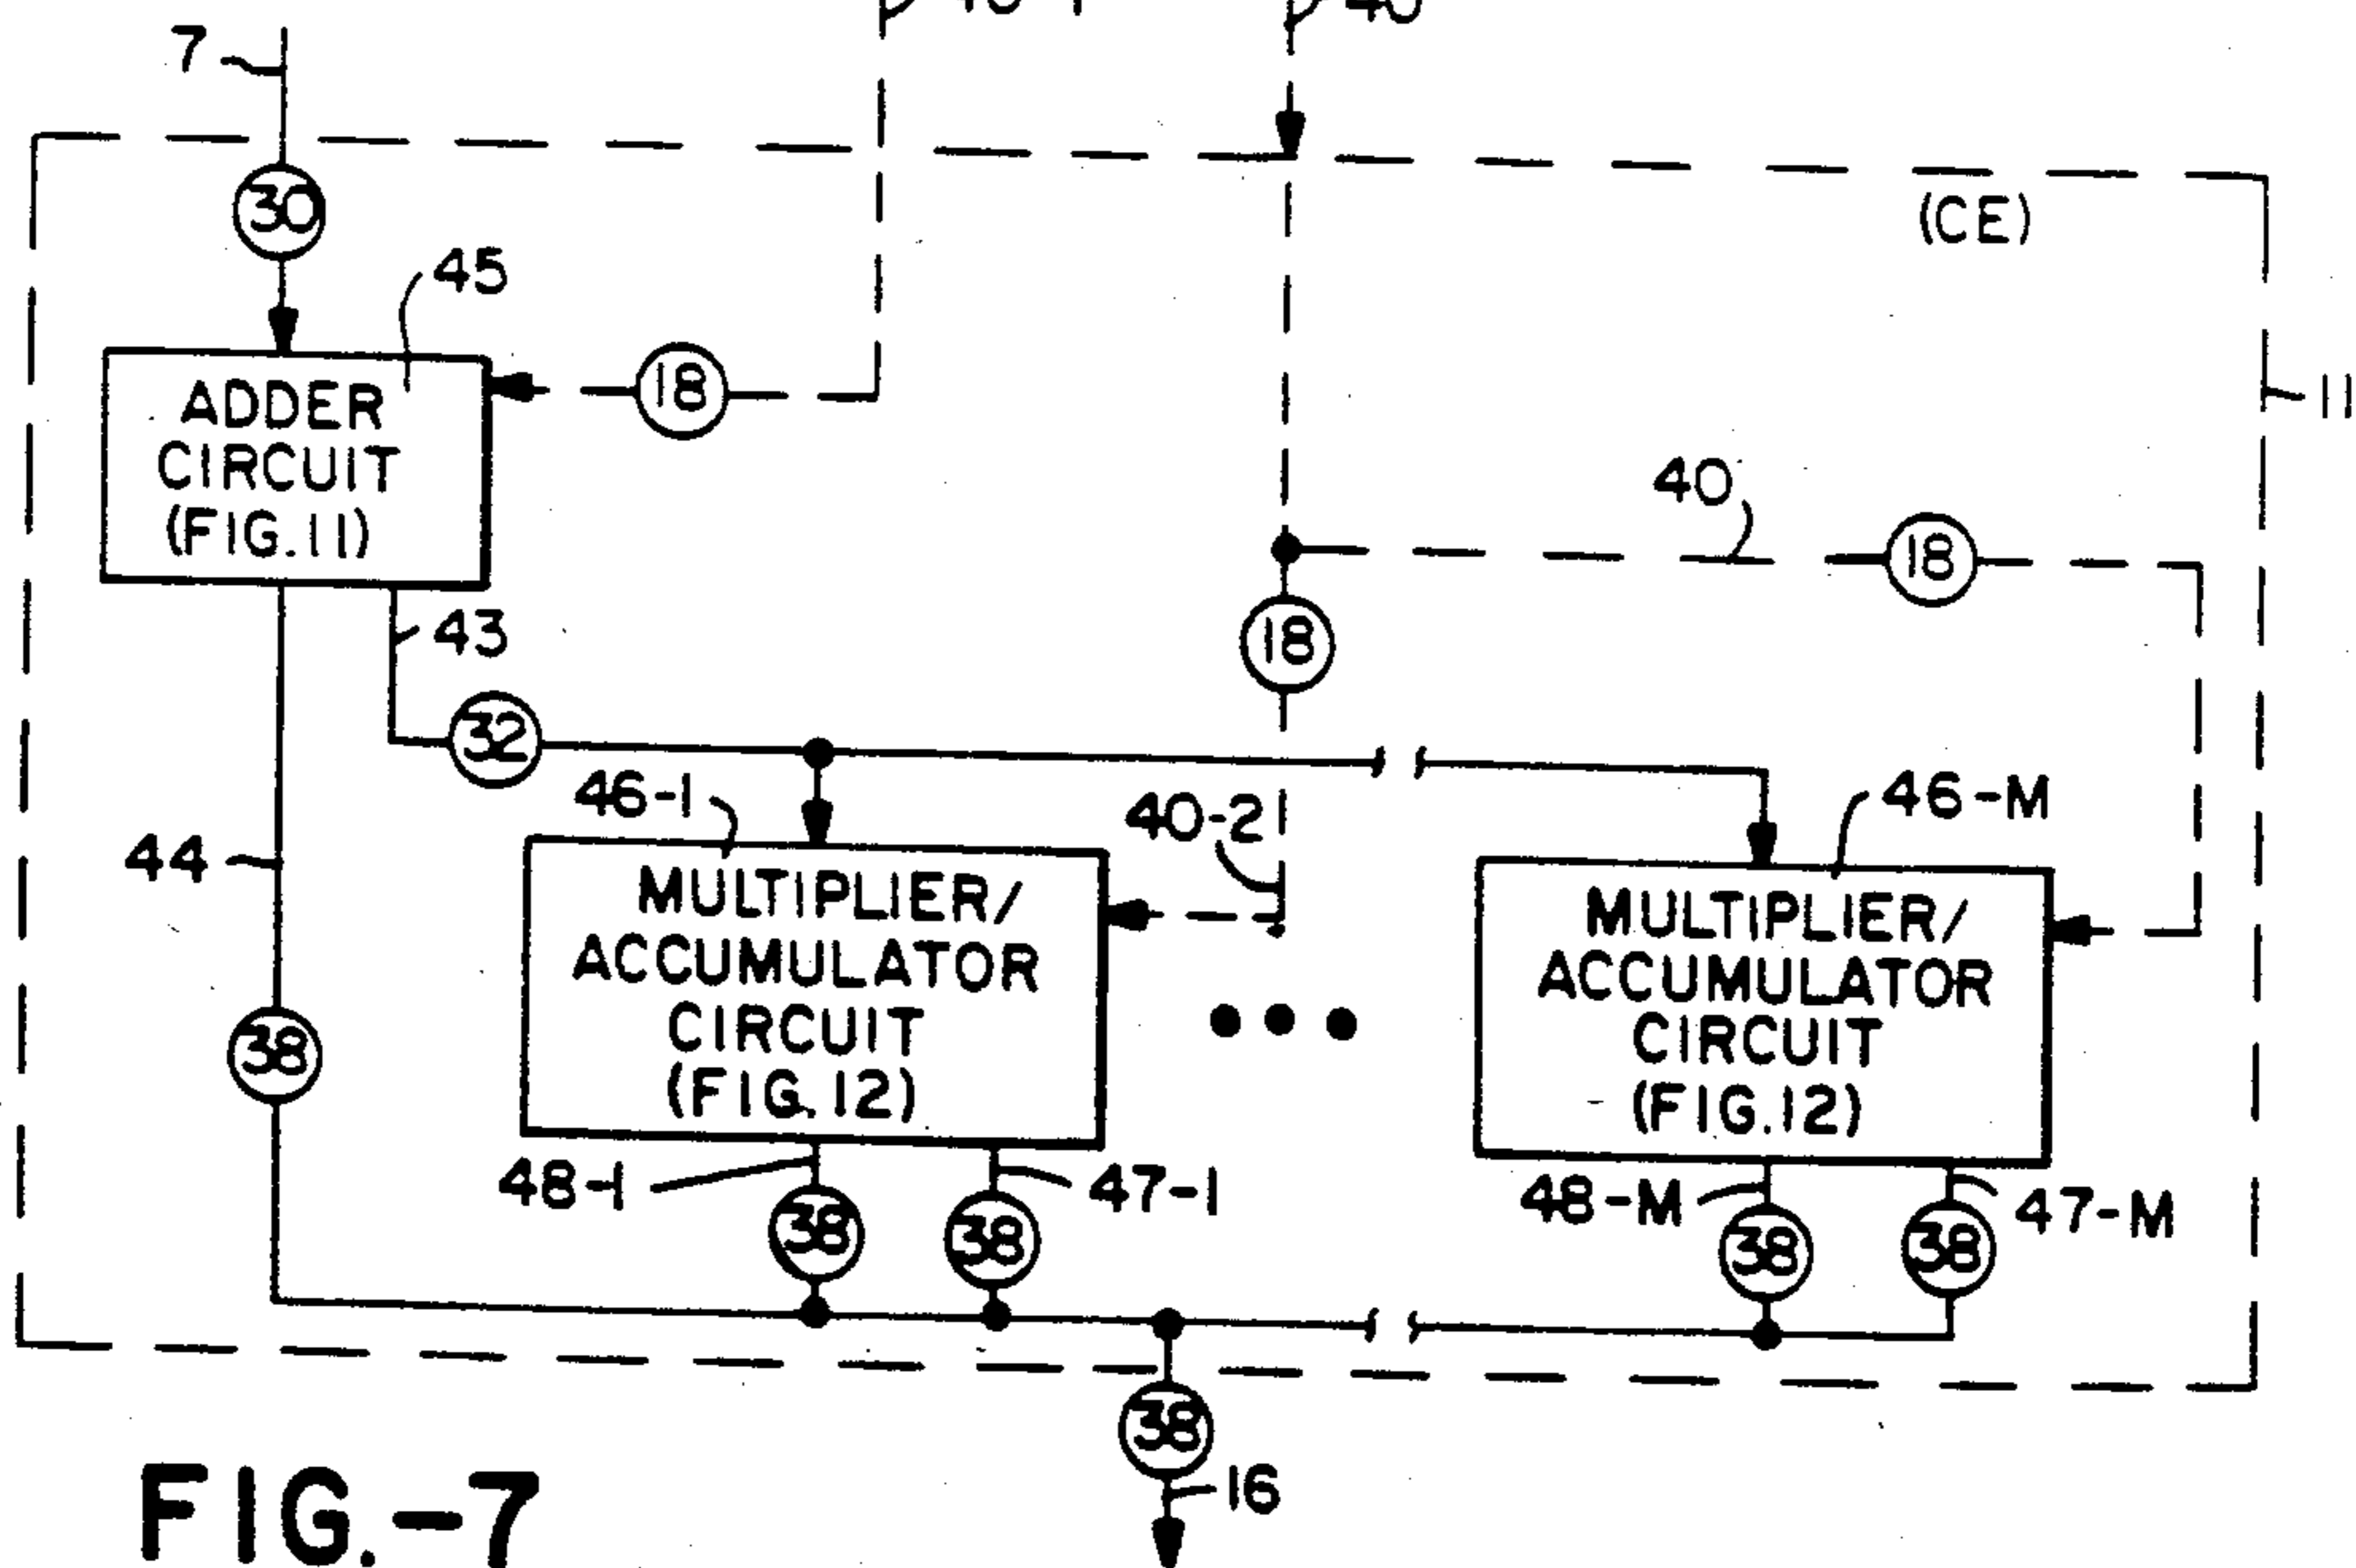 7
30
(CE)
45
18
11
ADDER
CIRCUIT
(FIG.11)
40
18
43
18
32
46-1
40-2
46-M
44
MULTIPLIER/
ACCUMULATOR
CIRCUIT
(FIG.12)
MULTIPLIER/
ACCUMULATOR
CIRCUIT
(FIG.12)
38
48-1
47-1
48-M
47-M
38
38
38
38
38
16
FIG.-7